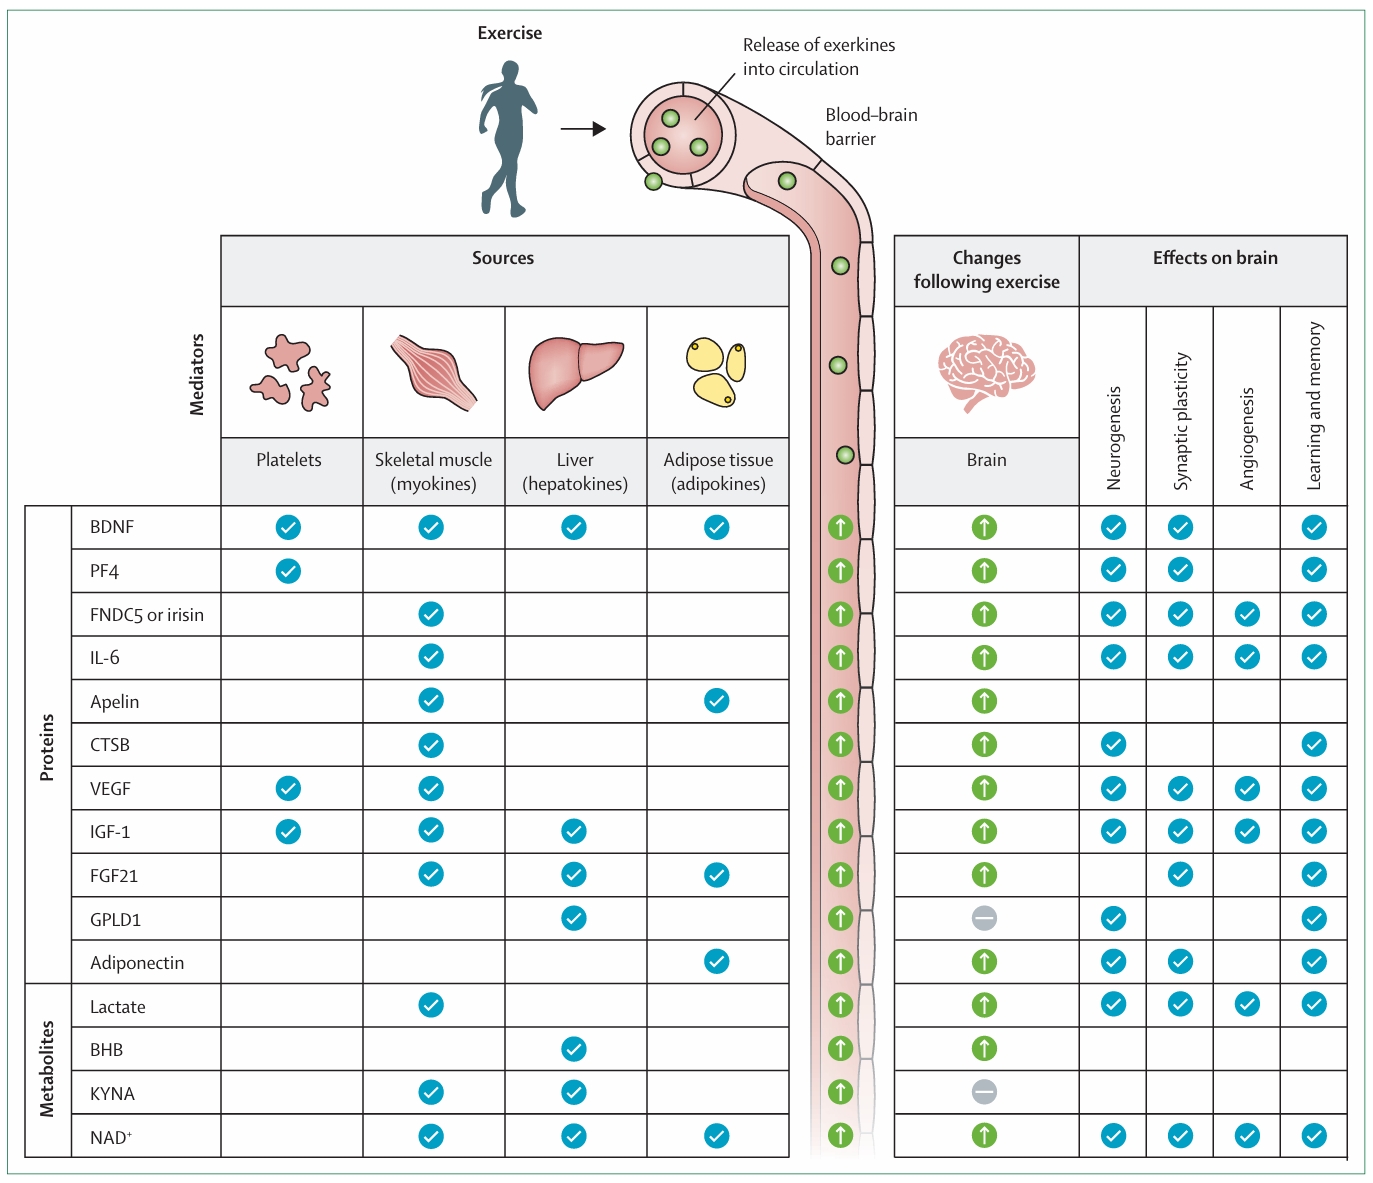 Exercise
Release of exerkines
into circulation
Blood–brain
barrier
Mediators
Sources
Platelets
Skeletal muscle
(myokines)
Liver
(hepatokines)
Adipose tissue
(adipokines)
Changes
following exercise
Brain
Effects on brain
Neurogenesis
Synaptic plasticity
Angiogenesis
Learning and memory
Proteins
BDNF
PF4
FNDC5 or irisin
IL-6
Apelin
CTSB
VEGF
IGF-1
FGF21
GPLD1
Adiponectin
Metabolites
Lactate
BHB
KYNA
NAD⁺